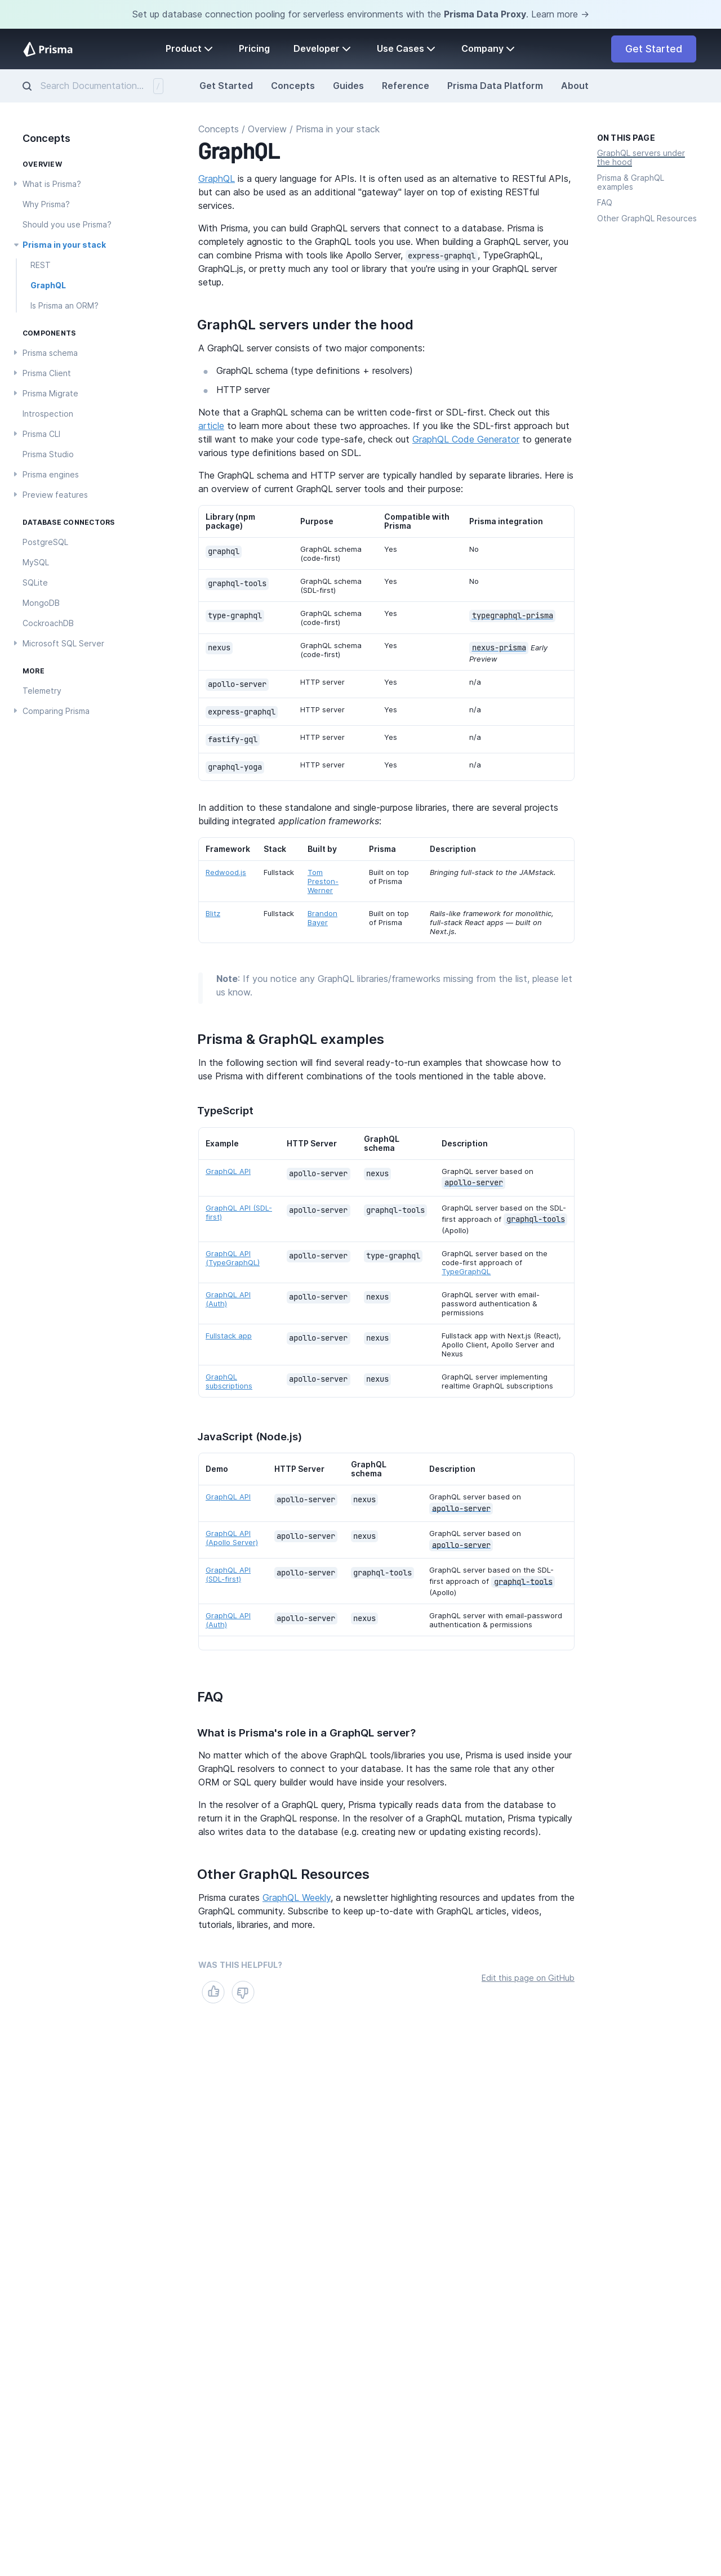 Set up database connection pooling for serverless environments with the Prisma Data Proxy. Learn more →
Prisma
Product
Pricing
Developer
Use Cases
Company
Get Started
Search Documentation... /
Get Started
Concepts
Guides
Reference
Prisma Data Platform
About
Concepts
OVERVIEW
What is Prisma?
Why Prisma?
Should you use Prisma?
Prisma in your stack
REST
GraphQL
Is Prisma an ORM?
COMPONENTS
Prisma schema
Prisma Client
Prisma Migrate
Introspection
Prisma CLI
Prisma Studio
Prisma engines
Preview features
DATABASE CONNECTORS
PostgreSQL
MySQL
SQLite
MongoDB
CockroachDB
Microsoft SQL Server
MORE
Telemetry
Comparing Prisma
Concepts / Overview / Prisma in your stack
GraphQL
GraphQL is a query language for APIs. It is often used as an alternative to RESTful APIs,
but can also be used as an additional "gateway" layer on top of existing RESTful
services.
With Prisma, you can build GraphQL servers that connect to a database. Prisma is
completely agnostic to the GraphQL tools you use. When building a GraphQL server, you
can combine Prisma with tools like Apollo Server, express-graphql, TypeGraphQL,
GraphQL.js, or pretty much any tool or library that you're using in your GraphQL server
setup.
GraphQL servers under the hood
A GraphQL server consists of two major components:
GraphQL schema (type definitions + resolvers)
HTTP server
Note that a GraphQL schema can be written code-first or SDL-first. Check out this
article to learn more about these two approaches. If you like the SDL-first approach but
still want to make your code type-safe, check out GraphQL Code Generator to generate
various type definitions based on SDL.
The GraphQL schema and HTTP server are typically handled by separate libraries. Here is
an overview of current GraphQL server tools and their purpose:
Library (npm package) Purpose Compatible with Prisma Prisma integration
graphql GraphQL schema (code-first) Yes No
graphql-tools GraphQL schema (SDL-first) Yes No
type-graphql GraphQL schema (code-first) Yes typegraphql-prisma
nexus GraphQL schema (code-first) Yes nexus-prisma Early Preview
apollo-server HTTP server Yes n/a
express-graphql HTTP server Yes n/a
fastify-gql HTTP server Yes n/a
graphql-yoga HTTP server Yes n/a
In addition to these standalone and single-purpose libraries, there are several projects
building integrated application frameworks:
Framework Stack Built by Prisma Description
Redwood.js Fullstack Tom Preston-Werner Built on top of Prisma Bringing full-stack to the JAMstack.
Blitz Fullstack Brandon Bayer Built on top of Prisma Rails-like framework for monolithic, full-stack React apps — built on Next.js.
Note: If you notice any GraphQL libraries/frameworks missing from the list, please let
us know.
Prisma & GraphQL examples
In the following section will find several ready-to-run examples that showcase how to
use Prisma with different combinations of the tools mentioned in the table above.
TypeScript
Example HTTP Server GraphQL schema Description
GraphQL API apollo-server nexus GraphQL server based on apollo-server
GraphQL API (SDL-first) apollo-server graphql-tools GraphQL server based on the SDL-first approach of graphql-tools (Apollo)
GraphQL API (TypeGraphQL) apollo-server type-graphql GraphQL server based on the code-first approach of TypeGraphQL
GraphQL API (Auth) apollo-server nexus GraphQL server with email-password authentication & permissions
Fullstack app apollo-server nexus Fullstack app with Next.js (React), Apollo Client, Apollo Server and Nexus
GraphQL subscriptions apollo-server nexus GraphQL server implementing realtime GraphQL subscriptions
JavaScript (Node.js)
Demo HTTP Server GraphQL schema Description
GraphQL API apollo-server nexus GraphQL server based on apollo-server
GraphQL API (Apollo Server) apollo-server nexus GraphQL server based on apollo-server
GraphQL API (SDL-first) apollo-server graphql-tools GraphQL server based on the SDL-first approach of graphql-tools (Apollo)
GraphQL API (Auth) apollo-server nexus GraphQL server with email-password authentication & permissions
FAQ
What is Prisma's role in a GraphQL server?
No matter which of the above GraphQL tools/libraries you use, Prisma is used inside your
GraphQL resolvers to connect to your database. It has the same role that any other
ORM or SQL query builder would have inside your resolvers.
In the resolver of a GraphQL query, Prisma typically reads data from the database to
return it in the GraphQL response. In the resolver of a GraphQL mutation, Prisma typically
also writes data to the database (e.g. creating new or updating existing records).
Other GraphQL Resources
Prisma curates GraphQL Weekly, a newsletter highlighting resources and updates from the
GraphQL community. Subscribe to keep up-to-date with GraphQL articles, videos,
tutorials, libraries, and more.
WAS THIS HELPFUL?
Edit this page on GitHub
ON THIS PAGE
GraphQL servers under
the hood
Prisma & GraphQL
examples
FAQ
Other GraphQL Resources